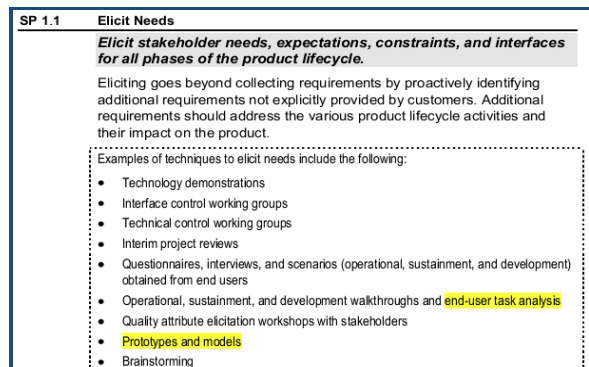 SP 1.1 Elicit Needs
Elicit stakeholder needs, expectations, constraints, and interfaces
for all phases of the product lifecycle.
Eliciting goes beyond collecting requirements by proactively identifying
additional requirements not explicitly provided by customers. Additional
requirements should address the various product lifecycle activities and
their impact on the product.
Examples of techniques to elicit needs include the following:
• Technology demonstrations
• Interface control working groups
• Technical control working groups
• Interim project reviews
• Questionnaires, interviews, and scenarios (operational, sustainment, and development)
obtained from end users
• Operational, sustainment, and development walkthroughs and end-user task analysis
• Quality attribute elicitation workshops with stakeholders
• Prototypes and models
• Brainstorming